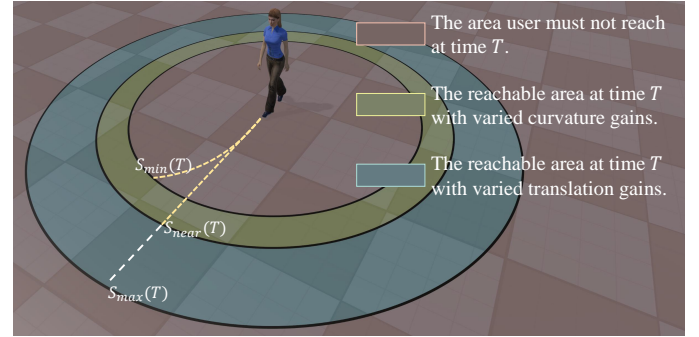 The area user must not reach
at time T.
The reachable area at time T
with varied curvature gains.
The reachable area at time T
with varied translation gains.
S_min(T)
S_near(T)
S_max(T)